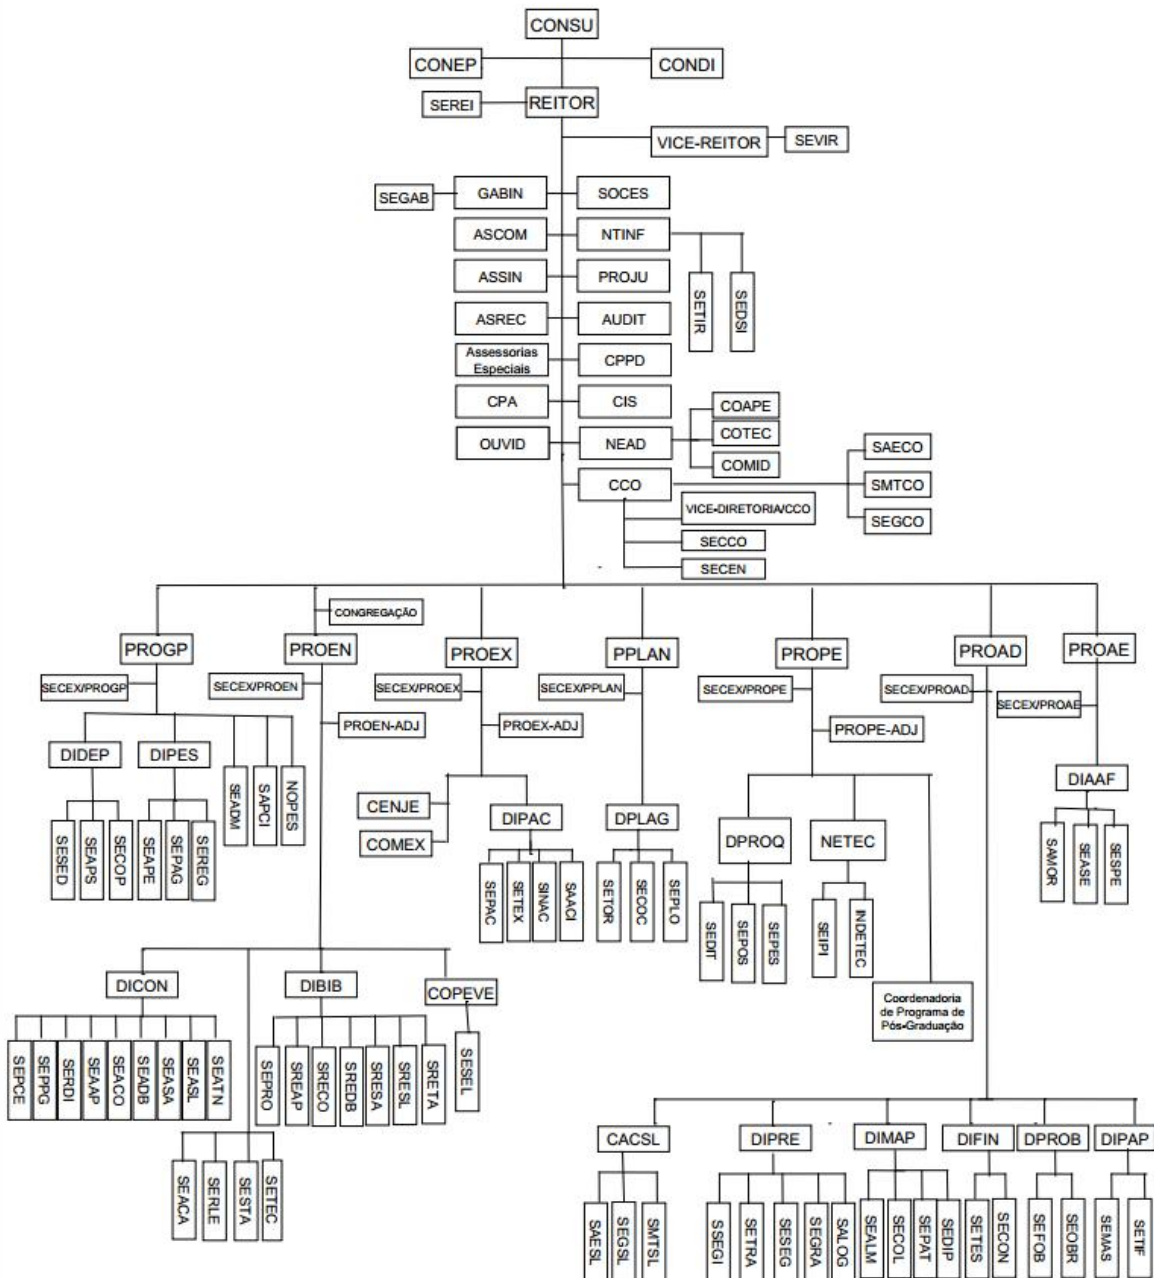 CONSU
CONEP
CONDI
SEREI
REITOR
VICE-REITOR
SEVIR
SEGAB
GABIN
SOCES
ASCOM
NTINF
ASSIN
PROJU
SETIR
SEDSI
ASREC
AUDIT
Assessorias
Especiais
CPPD
CPA
CIS
COAPE
OUVID
NEAD
COTEC
COMID
SAECO
CCO
SMTCO
VICE-DIRETORIA/CCO
SEGCO
SECCO
SECEN
CONGREGAÇÃO
PROGP
PROEN
PROEX
PPLAN
PROPE
PROAD
PROAE
SECEX/PROGP
SECEX/PROEN
SECEX/PROEX
SECEX/PPLAN
SECEX/PROPE
SECEX/PROAD
SECEX/PROAE
PROEN-ADJ
PROEX-ADJ
PROPE-ADJ
DIDEP
DIPES
SEADM
SAPCI
NOPES
DIAAF
SESED
SEAPS
SECOP
SEAPE
SEPAG
SEREG
CENJE
COMEX
DIPAC
DPLAG
DPROQ
NETEC
SAMOR
SEASE
SESPE
SEPAC
SETEX
SINAC
SAACI
SETOR
SECOC
SEPLO
SEDIT
SEPOS
SEPES
SEIPI
INDETEC
DICON
DIBIB
COPEVE
Coordenadoria
de Programa de
Pós-Graduação
SEPCE
SEPPG
SERDI
SEAAP
SEACO
SEADB
SEASA
SEASL
SEATN
SEPRO
SREAP
SRECO
SREDB
SRESA
SRESL
SRETA
SESEL
SEACA
SERLE
SESTA
SETEC
CACSL
DIPRE
DIMAP
DIFIN
DPROB
DIPAP
SAESL
SEGSL
SMTSL
SSEGI
SETRA
SESEG
SEGRA
SALOG
SEALM
SECOL
SEPAT
SEDIP
SETES
SECON
SEFOB
SEOBR
SEMAS
SETIF